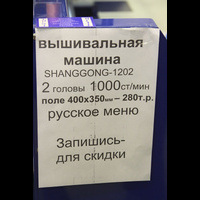 вышивальная
машина
SHANGGONG-1202
2 головы 1000ст/мин
поле 400х350мм – 280т.р.
русское меню
Запишись-
для скидки